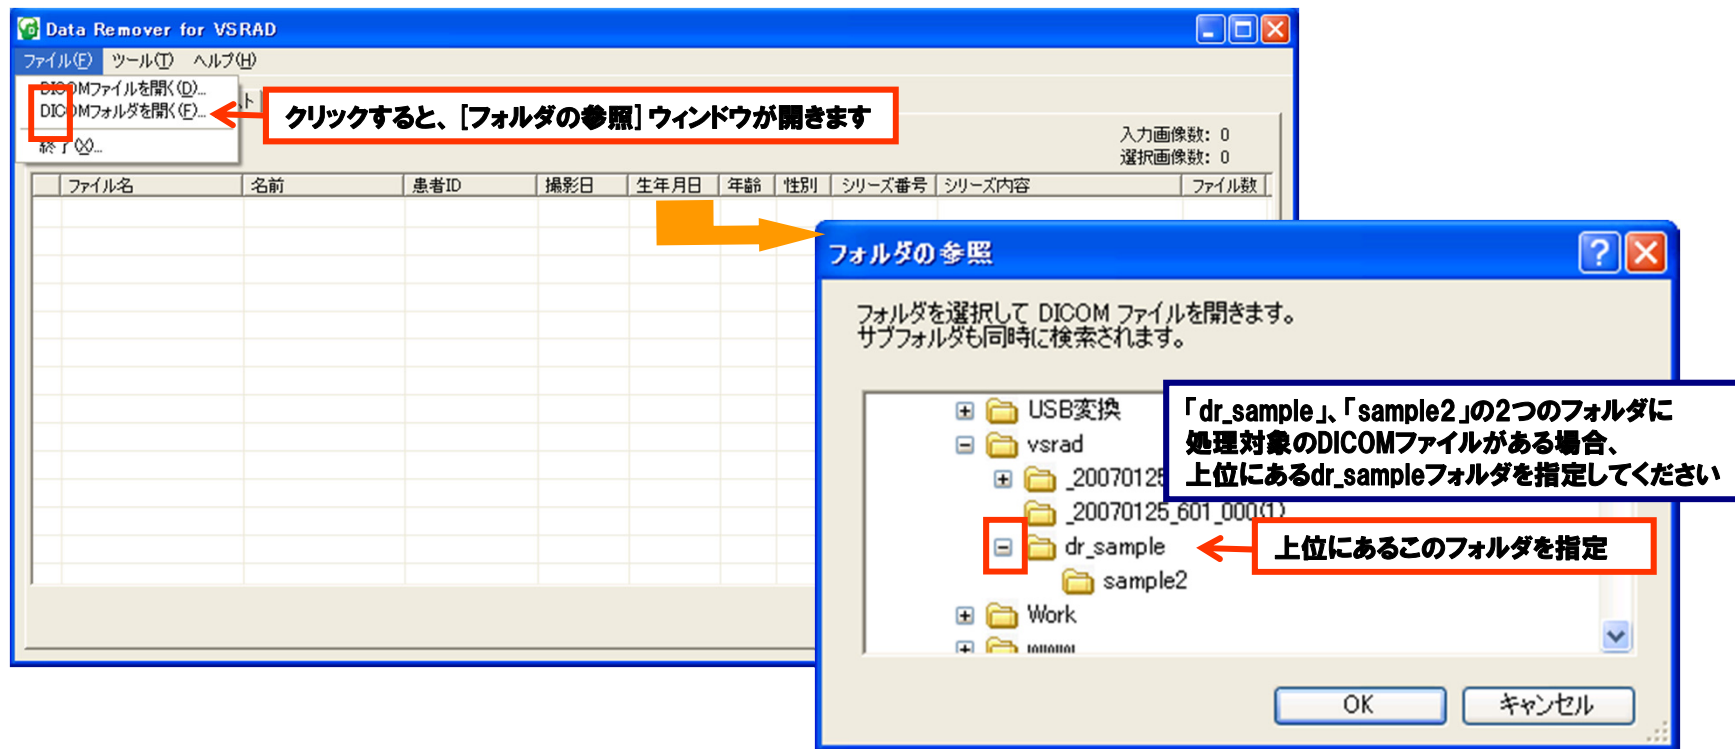 Data Remover for VSRAD
ファイル(F) ツール(T) ヘルプ(H)
DICOMファイルを開く(D)...
DICOMフォルダを開く(F)...
終了(X)...
ト
クリックすると、[フォルダの参照]ウィンドウが開きます
入力画像数: 0
選択画像数: 0
ファイル名 名前 患者ID 撮影日 生年月日 年齢 性別 シリーズ番号 シリーズ内容 ファイル数
フォルダの参照
フォルダを選択して DICOM ファイルを開きます。
サブフォルダも同時に検索されます。
USB変換
vsrad
_20070125
_20070125_601_000(1)
dr_sample
sample2
Work
「dr_sample」、「sample2」の2つのフォルダに
処理対象のDICOMファイルがある場合、
上位にあるdr_sampleフォルダを指定してください
上位にあるこのフォルダを指定
OK キャンセル